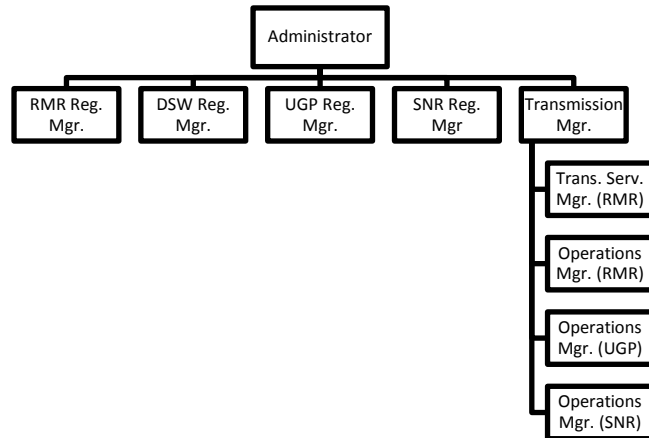 Administrator
RMR Reg.
Mgr.
DSW Reg.
Mgr.
UGP Reg.
Mgr.
SNR Reg.
Mgr
Transmission
Mgr.
Trans. Serv.
Mgr. (RMR)
Operations
Mgr. (RMR)
Operations
Mgr. (UGP)
Operations
Mgr. (SNR)